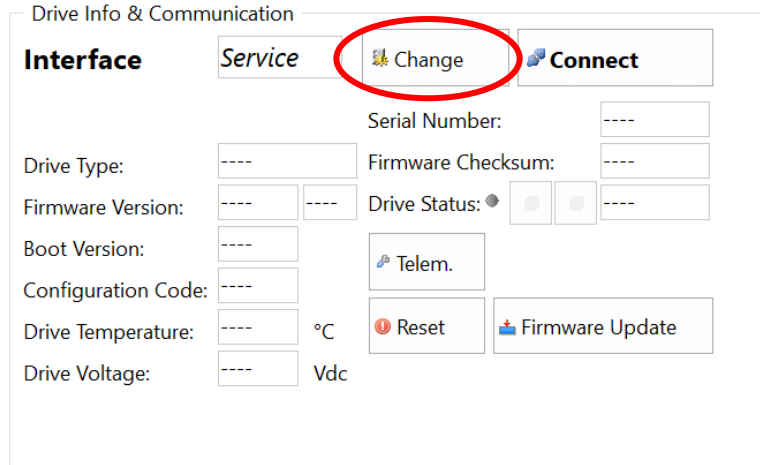 Drive Info & Communication
Interface Service Change Connect
Serial Number: ----
Drive Type: ---- Firmware Checksum: ----
Firmware Version: ---- ---- Drive Status: ----
Boot Version: ----
Telem.
Configuration Code: ----
Drive Temperature: ---- °C Reset Firmware Update
Drive Voltage: ---- Vdc